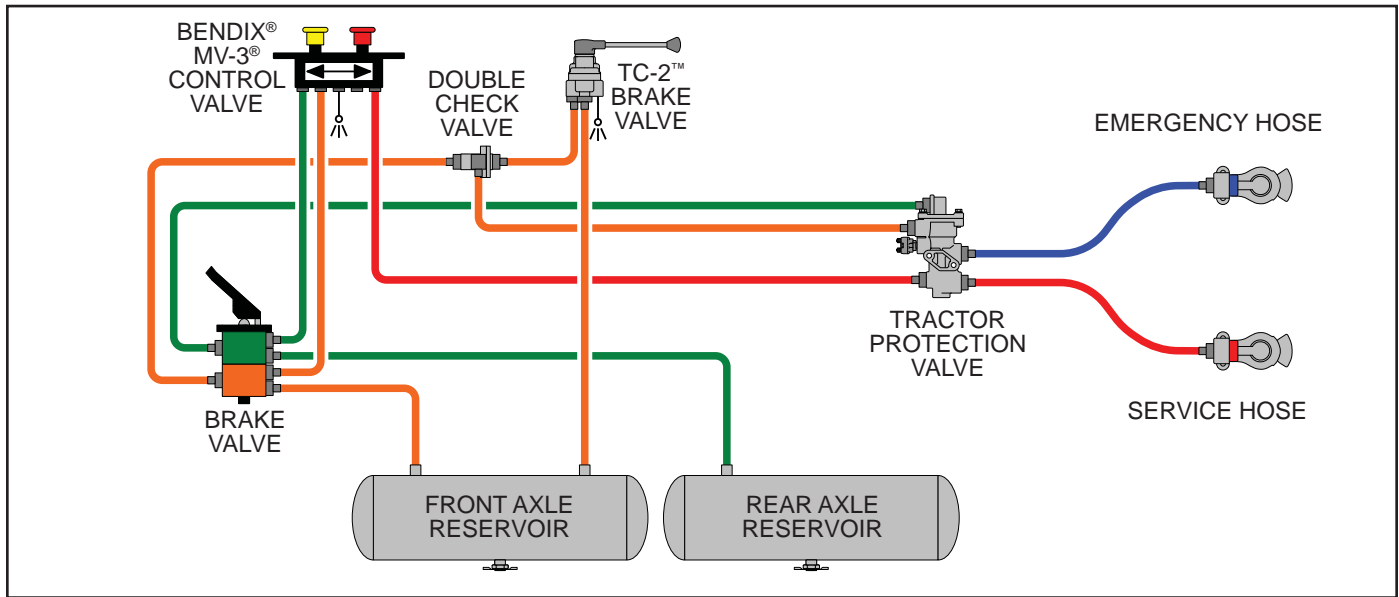 BENDIX®
MV-3®
CONTROL
VALVE
DOUBLE
CHECK
VALVE
TC-2™
BRAKE
VALVE
EMERGENCY HOSE
TRACTOR
PROTECTION
VALVE
SERVICE HOSE
BRAKE
VALVE
FRONT AXLE
RESERVOIR
REAR AXLE
RESERVOIR